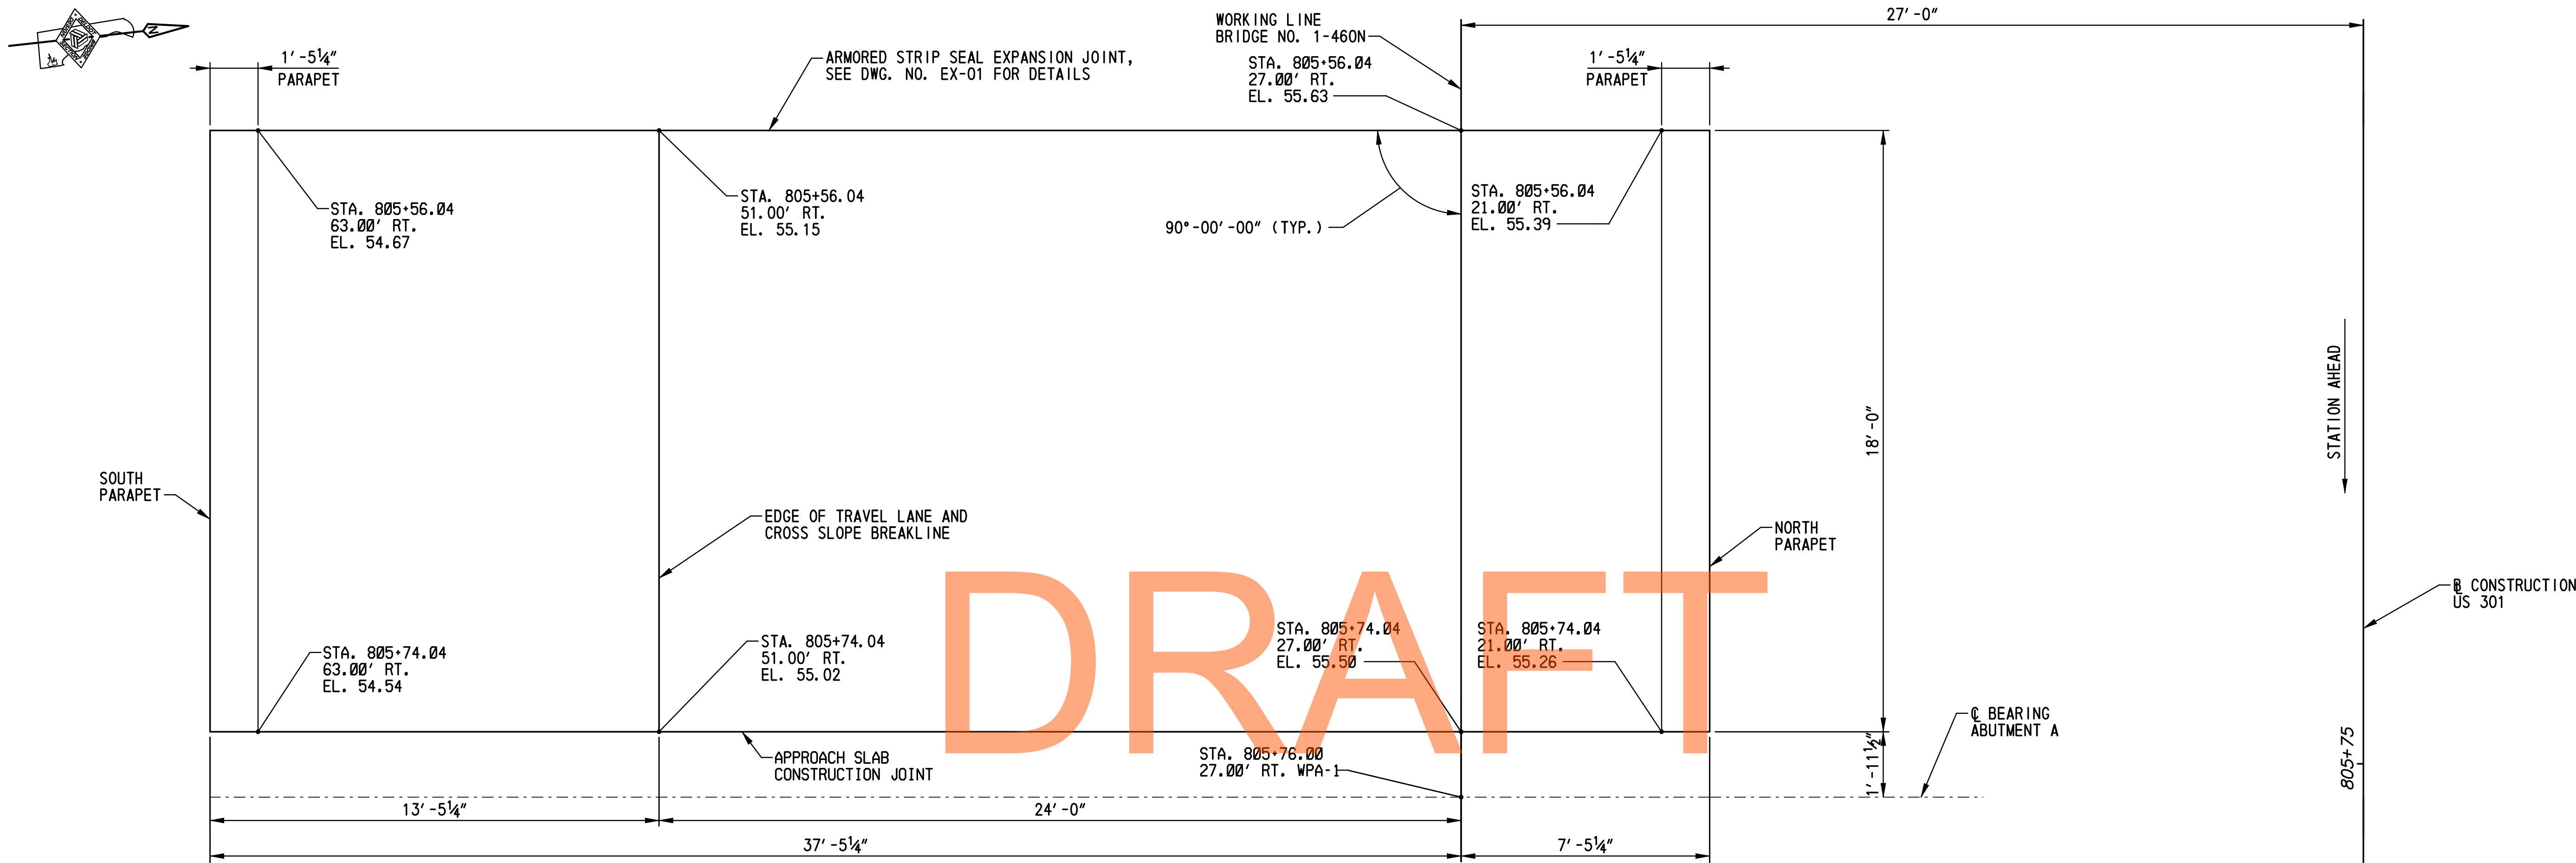 N
1'-5¼"
PARAPET
ARMORED STRIP SEAL EXPANSION JOINT,
SEE DWG. NO. EX-01 FOR DETAILS
WORKING LINE
BRIDGE NO. 1-460N
STA. 805+56.04
27.00' RT.
EL. 55.63
1'-5¼"
PARAPET
27'-0"
STA. 805+56.04
63.00' RT.
EL. 54.67
STA. 805+56.04
51.00' RT.
EL. 55.15
90°-00'-00" (TYP.)
STA. 805+56.04
21.00' RT.
EL. 55.39
18'-0"
STATION AHEAD
SOUTH
PARAPET
EDGE OF TRAVEL LANE AND
CROSS SLOPE BREAKLINE
NORTH
PARAPET
DRAFT
℄ CONSTRUCTION
US 301
STA. 805+74.04
63.00' RT.
EL. 54.54
STA. 805+74.04
51.00' RT.
EL. 55.02
STA. 805+74.04
27.00' RT.
EL. 55.50
STA. 805+74.04
21.00' RT.
EL. 55.26
℄ BEARING
ABUTMENT A
APPROACH SLAB
CONSTRUCTION JOINT
STA. 805+76.00
27.00' RT. WPA-1
1'-11½"
805+75
13'-5¼"
24'-0"
37'-5¼"
7'-5¼"